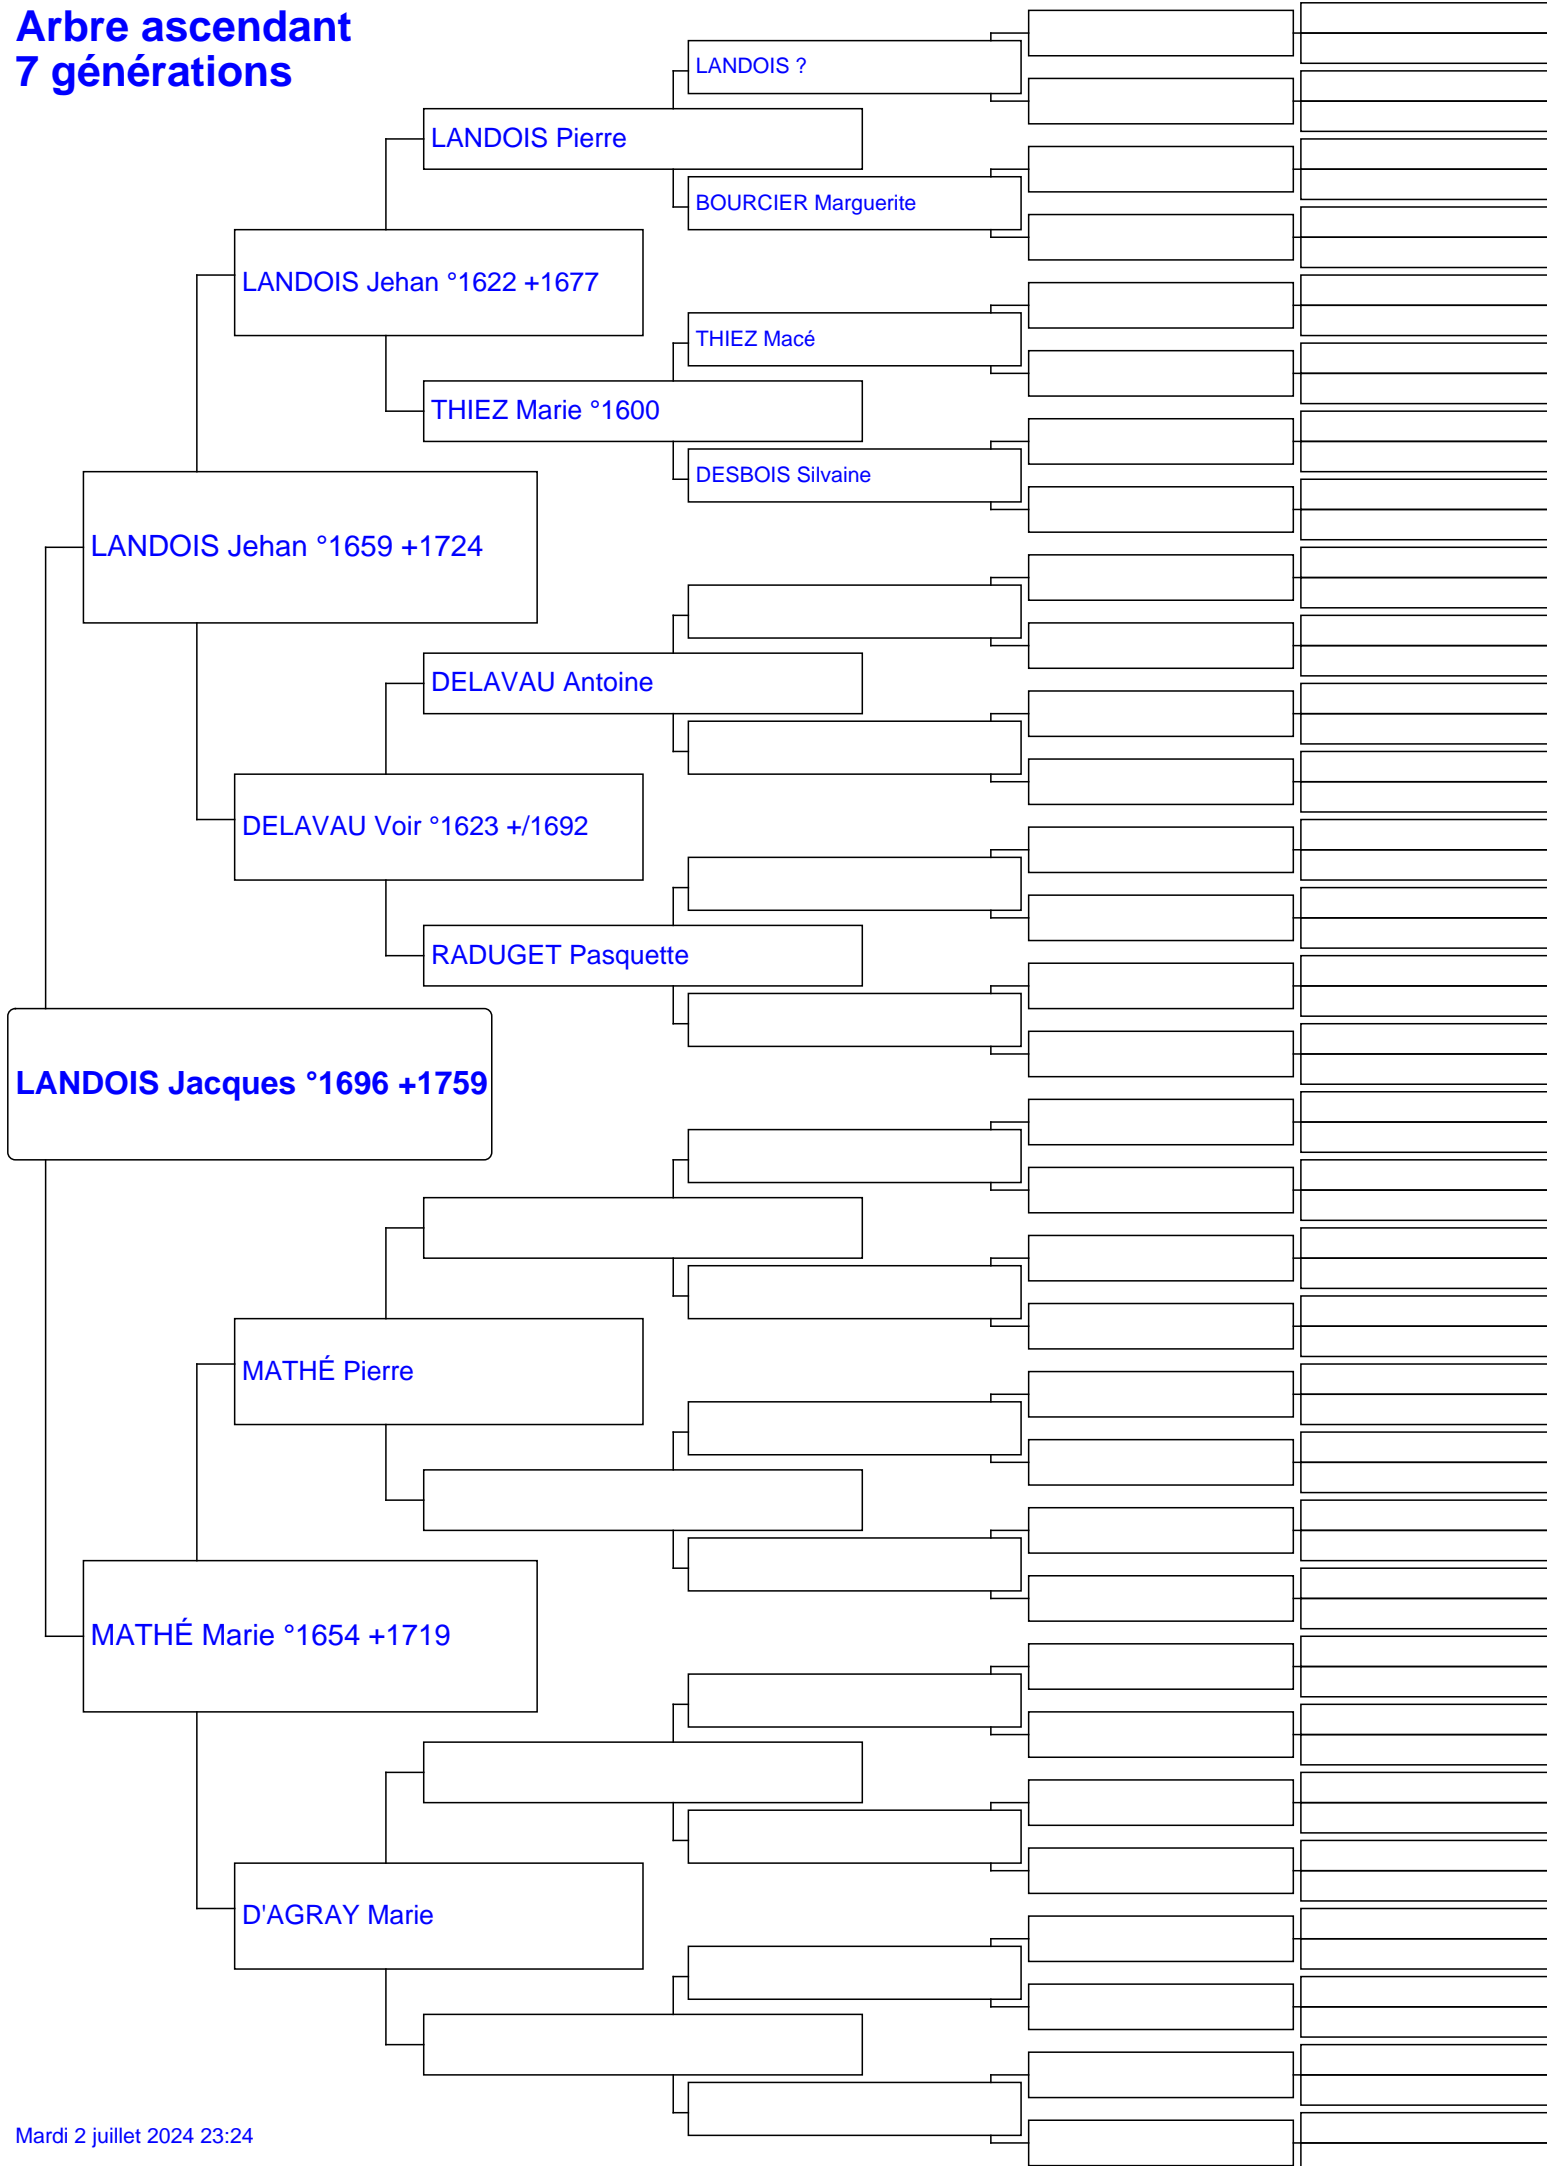 Arbre ascendant
7 générations
LANDOIS ?
LANDOIS Pierre
BOURCIER Marguerite
LANDOIS Jehan °1622 +1677
THIEZ Macé
THIEZ Marie °1600
DESBOIS Silvaine
LANDOIS Jehan °1659 +1724
DELAVAU Antoine
DELAVAU Voir °1623 +/1692
RADUGET Pasquette
LANDOIS Jacques °1696 +1759
MATHÉ Pierre
MATHÉ Marie °1654 +1719
D'AGRAY Marie
Mardi 2 juillet 2024 23:24